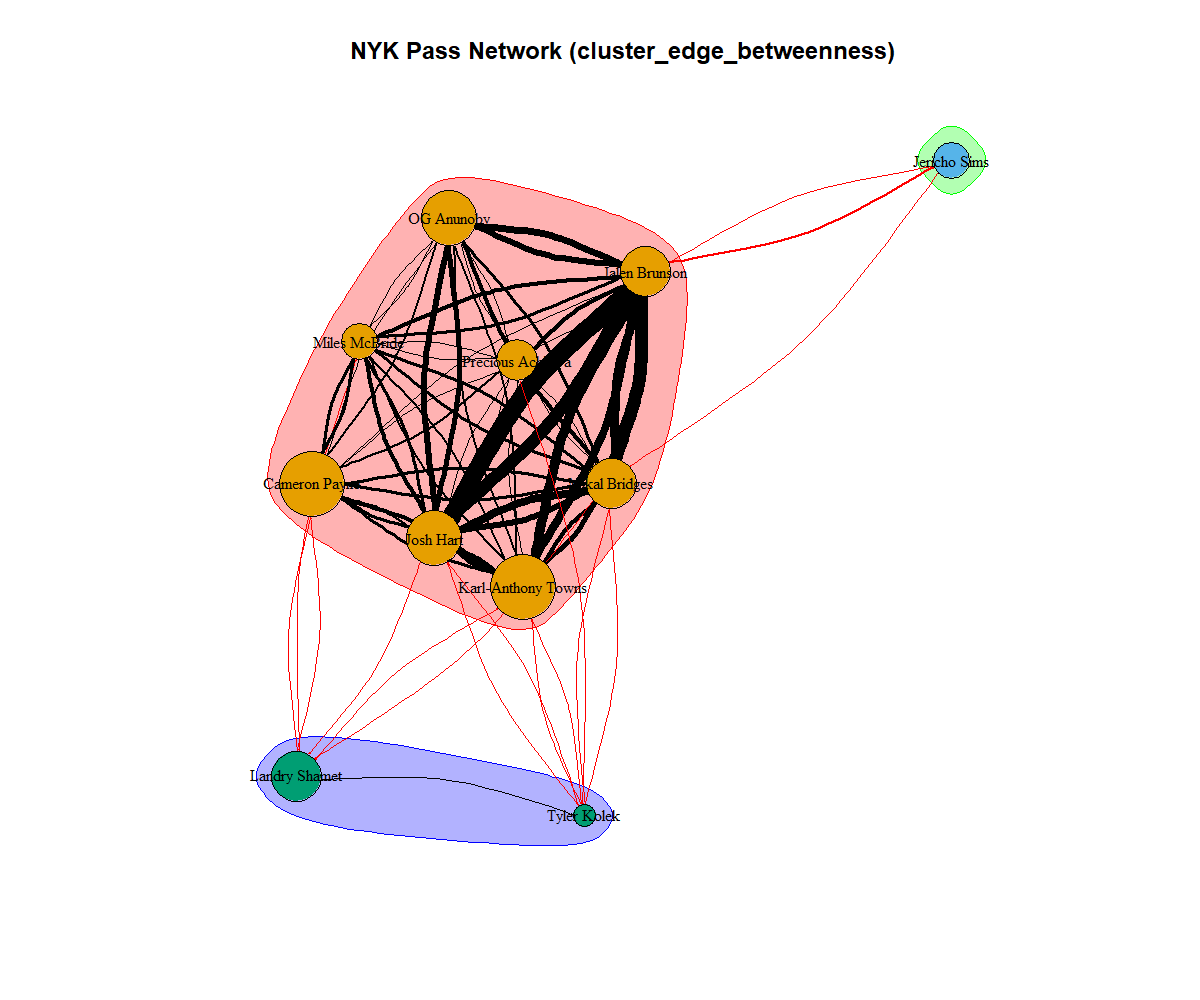 NYK Pass Network (cluster_edge_betweenness)
Jericho Sims
OG Anunoby
Jalen Brunson
Miles McBride
Precious Achiuwa
Cameron Payne
Mikal Bridges
Josh Hart
Karl-Anthony Towns
Landry Shamet
Tyler Kolek